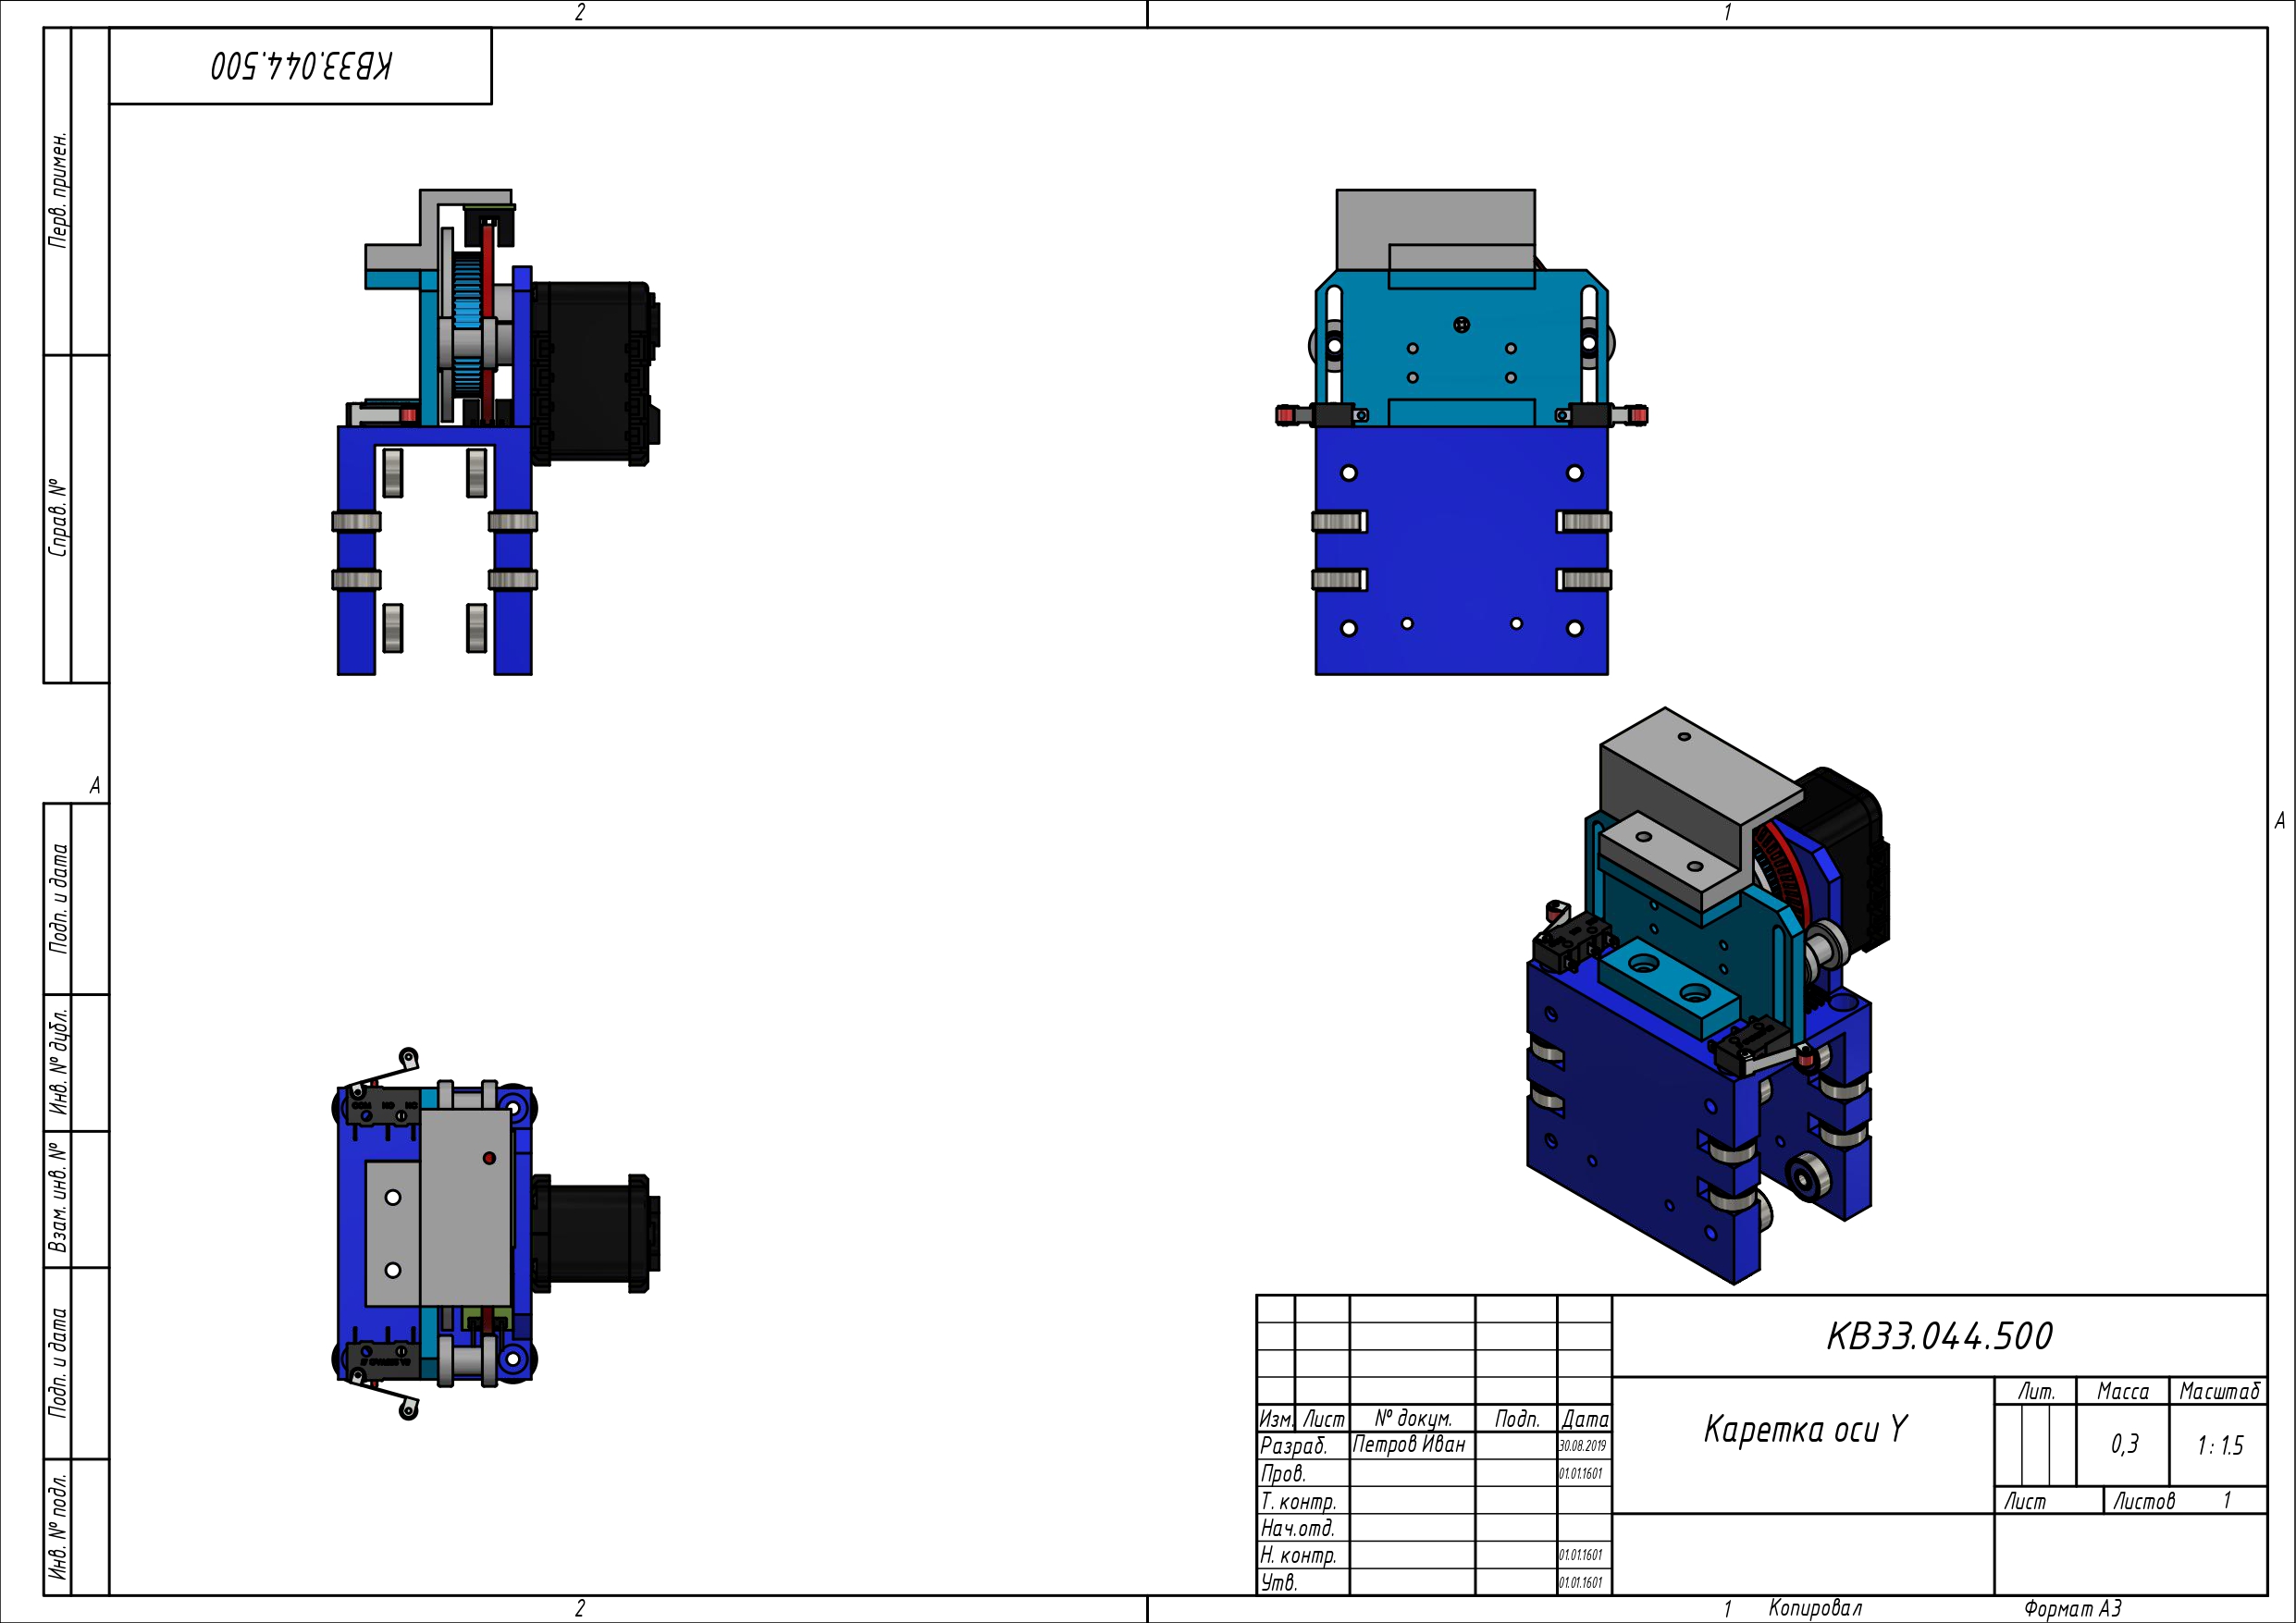 2
1
КВЗЗ.044.500
Перв. примен.
Справ. №
А
А
Подп. и дата
Инв. № дубл.
Взам. инв. №
Подп. и дата
Инв. № подл.
КВЗЗ.044.500
Изм. Лист № докум. Подп. Дата
Разраб. Петров Иван 30.08.2019
Пров. 01.01.1601
Т. контр.
Нач.отд.
Н. контр. 01.01.1601
Утв. 01.01.1601
Каретка оси Y
Лит. Масса Масштаб
0,3 1 : 1.5
Лист Листов 1
2
1
Копировал Формат А3